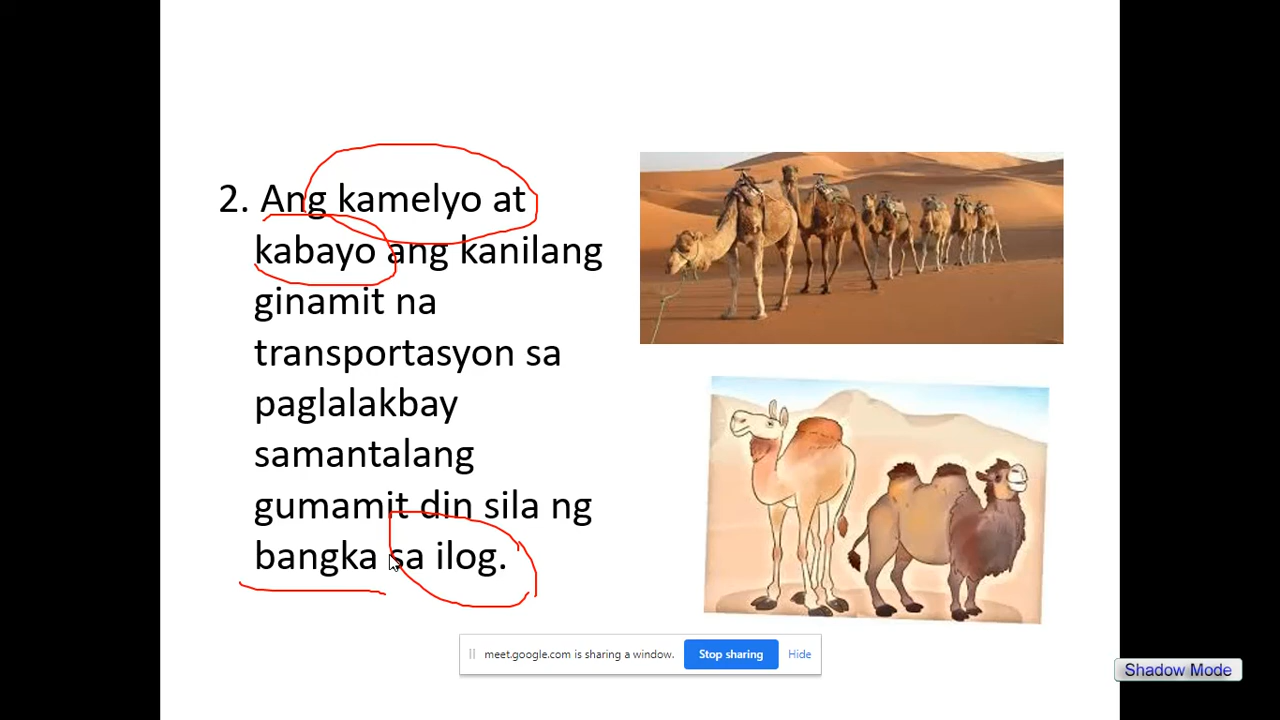 2. Ang kamelyo at
kabayo ang kanilang
ginamit na
transportasyon sa
paglalakbay
samantalang
gumamit din sila ng
bangka sa ilog.
meet.google.com is sharing a window.
Stop sharing
Hide
Shadow Mode